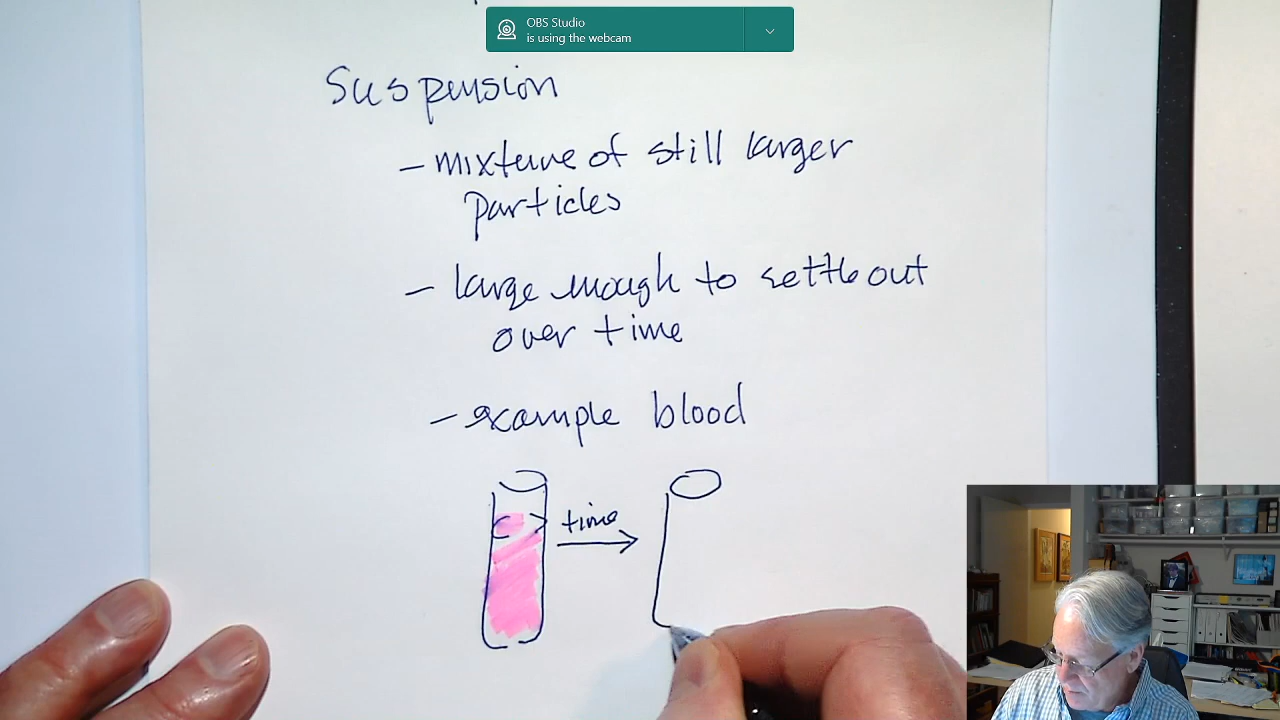 OBS Studio
is using the webcam
Suspension
- mixture of still larger
particles
- large enough to settle out
over time
- example blood
time